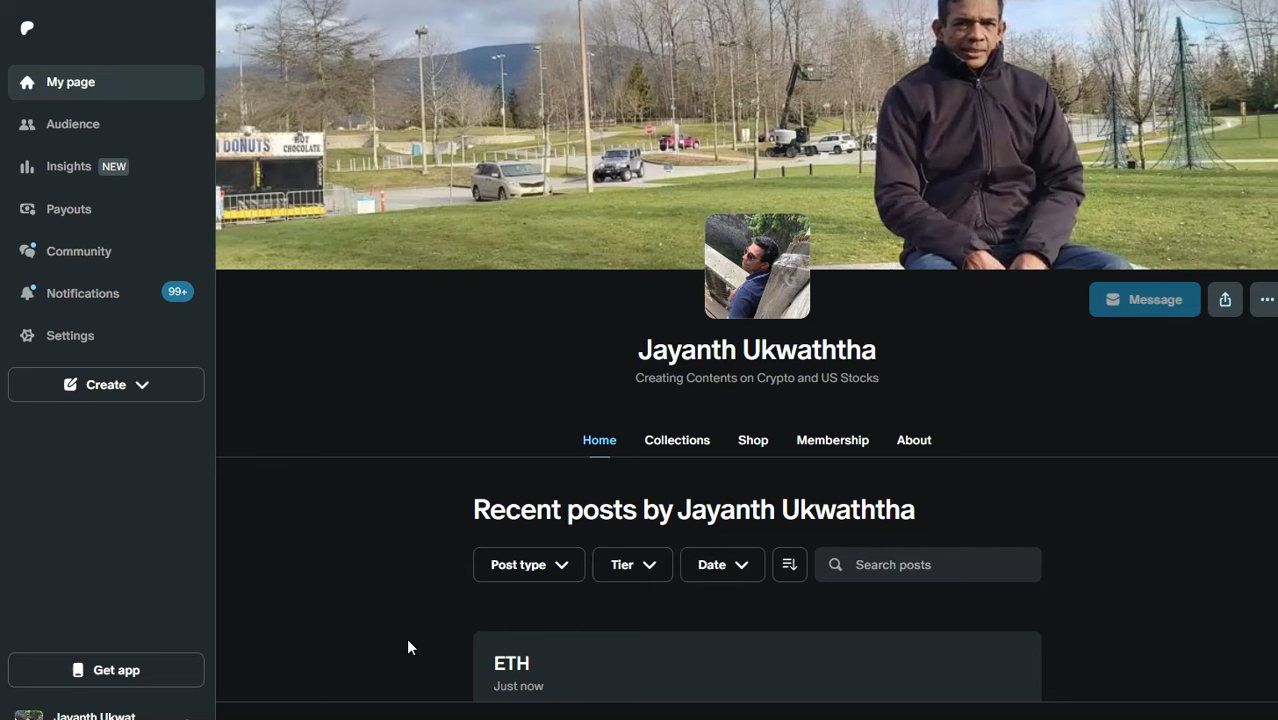 DONUTS
HOT
CHOCOLATE
My page
Audience
Insights NEW
Payouts
Community
Notifications 99+
Settings
Create
Message
Jayanth Ukwaththa
Creating Contents on Crypto and US Stocks
Home Collections Shop Membership About
Recent posts by Jayanth Ukwaththa
Post type Tier Date Search posts
ETH
Just now
Get app
Jayanth Ukwat